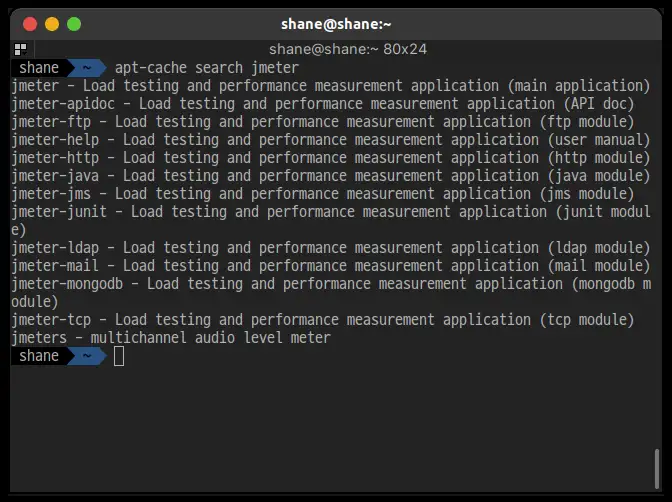 shane@shane:~
shane@shane:~ 80x24
shane ~ apt-cache search jmeter
jmeter - Load testing and performance measurement application (main application)
jmeter-apidoc - Load testing and performance measurement application (API doc)
jmeter-ftp - Load testing and performance measurement application (ftp module)
jmeter-help - Load testing and performance measurement application (user manual)
jmeter-http - Load testing and performance measurement application (http module)
jmeter-java - Load testing and performance measurement application (java module)
jmeter-jms - Load testing and performance measurement application (jms module)
jmeter-junit - Load testing and performance measurement application (junit modul
e)
jmeter-ldap - Load testing and performance measurement application (ldap module)
jmeter-mail - Load testing and performance measurement application (mail module)
jmeter-mongodb - Load testing and performance measurement application (mongodb m
odule)
jmeter-tcp - Load testing and performance measurement application (tcp module)
jmeters - multichannel audio level meter
shane ~